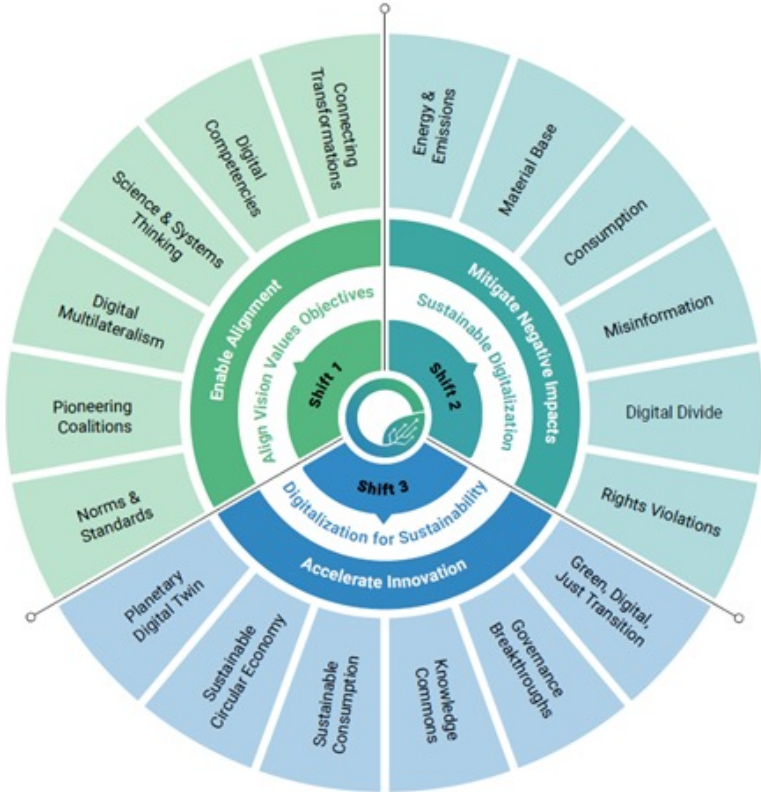 Connecting
Transformations
Digital
Competencies
Science & Systems
Thinking
Digital
Multilateralism
Pioneering
Coalitions
Norms &
Standards
Enable Alignment
Align Vision Values Objectives
Shift 1
Energy &
Emissions
Material Base
Consumption
Misinformation
Digital Divide
Rights Violations
Mitigate Negative Impacts
Sustainable Digitalization
Shift 2
Shift 3
Digitalization for Sustainability
Accelerate Innovation
Planetary
Digital Twin
Sustainable
Circular Economy
Sustainable
Consumption
Knowledge
Commons
Governance
Breakthroughs
Green, Digital,
Just Transition